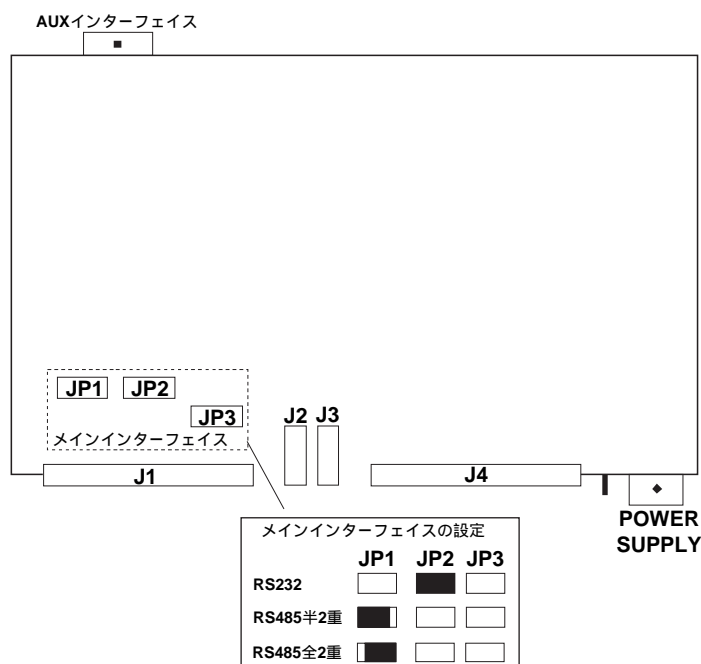 AUXインターフェイス
JP1 JP2
JP3
メインインターフェイス
J2 J3
J1
J4
POWER
SUPPLY
メインインターフェイスの設定
JP1 JP2 JP3
RS232
RS485半2重
RS485全2重